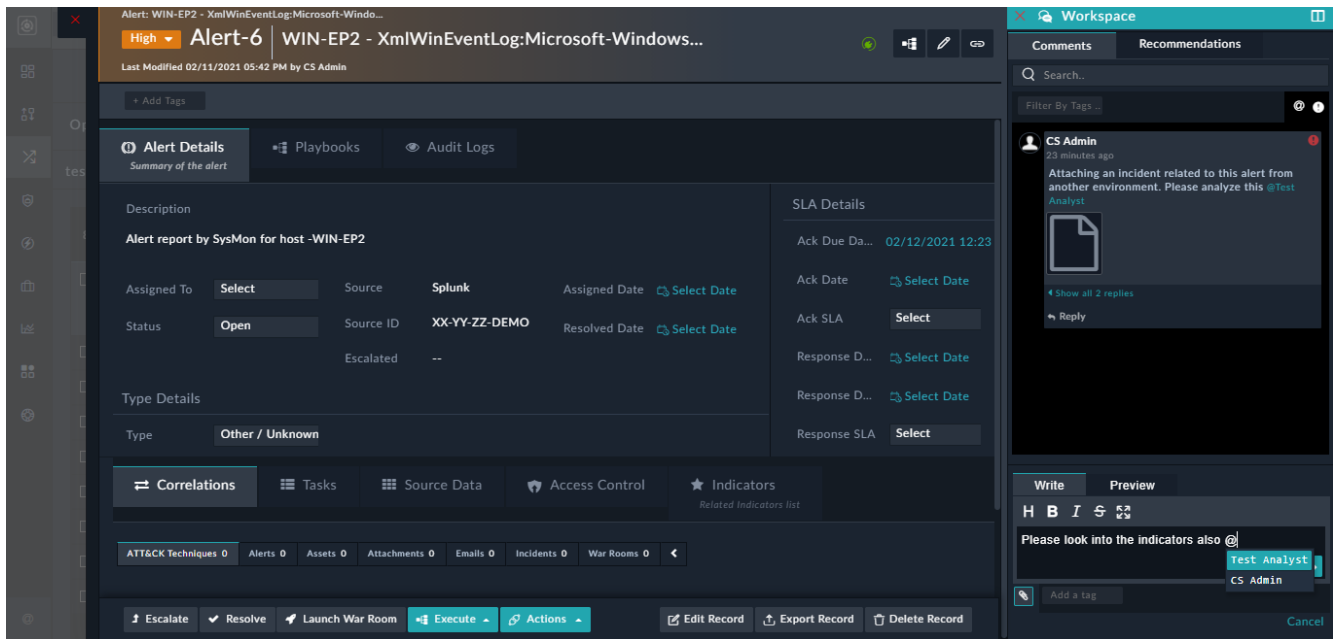 Alert: WIN-EP2 - XmlWinEventLog:Microsoft-Windo...
High Alert-6 WIN-EP2 - XmlWinEventLog:Microsoft-Windows...
Last Modified 02/11/2021 05:42 PM by CS Admin
+ Add Tags
Alert Details
Summary of the alert
Playbooks
Audit Logs
Description
Alert report by SysMon for host -WIN-EP2
Assigned To Select
Source Splunk
Assigned Date Select Date
Status Open
Source ID XX-YY-ZZ-DEMO
Resolved Date Select Date
Escalated --
Type Details
Type Other / Unknown
SLA Details
Ack Due Da... 02/12/2021 12:23
Ack Date Select Date
Ack SLA Select
Response D... Select Date
Response D... Select Date
Response SLA Select
Correlations
Tasks
Source Data
Access Control
Indicators
Related Indicators list
ATT&CK Techniques 0 Alerts 0 Assets 0 Attachments 0 Emails 0 Incidents 0 War Rooms 0
Escalate Resolve Launch War Room Execute Actions Edit Record Export Record Delete Record
Workspace
Comments Recommendations
Search..
Filter By Tags ..
@
CS Admin
23 minutes ago
Attaching an incident related to this alert from
another environment. Please analyze this @Test
Analyst
Show all 2 replies
Reply
Write Preview
H B I S
Please look into the indicators also @
Test Analyst
CS Admin
Add a tag
Cancel